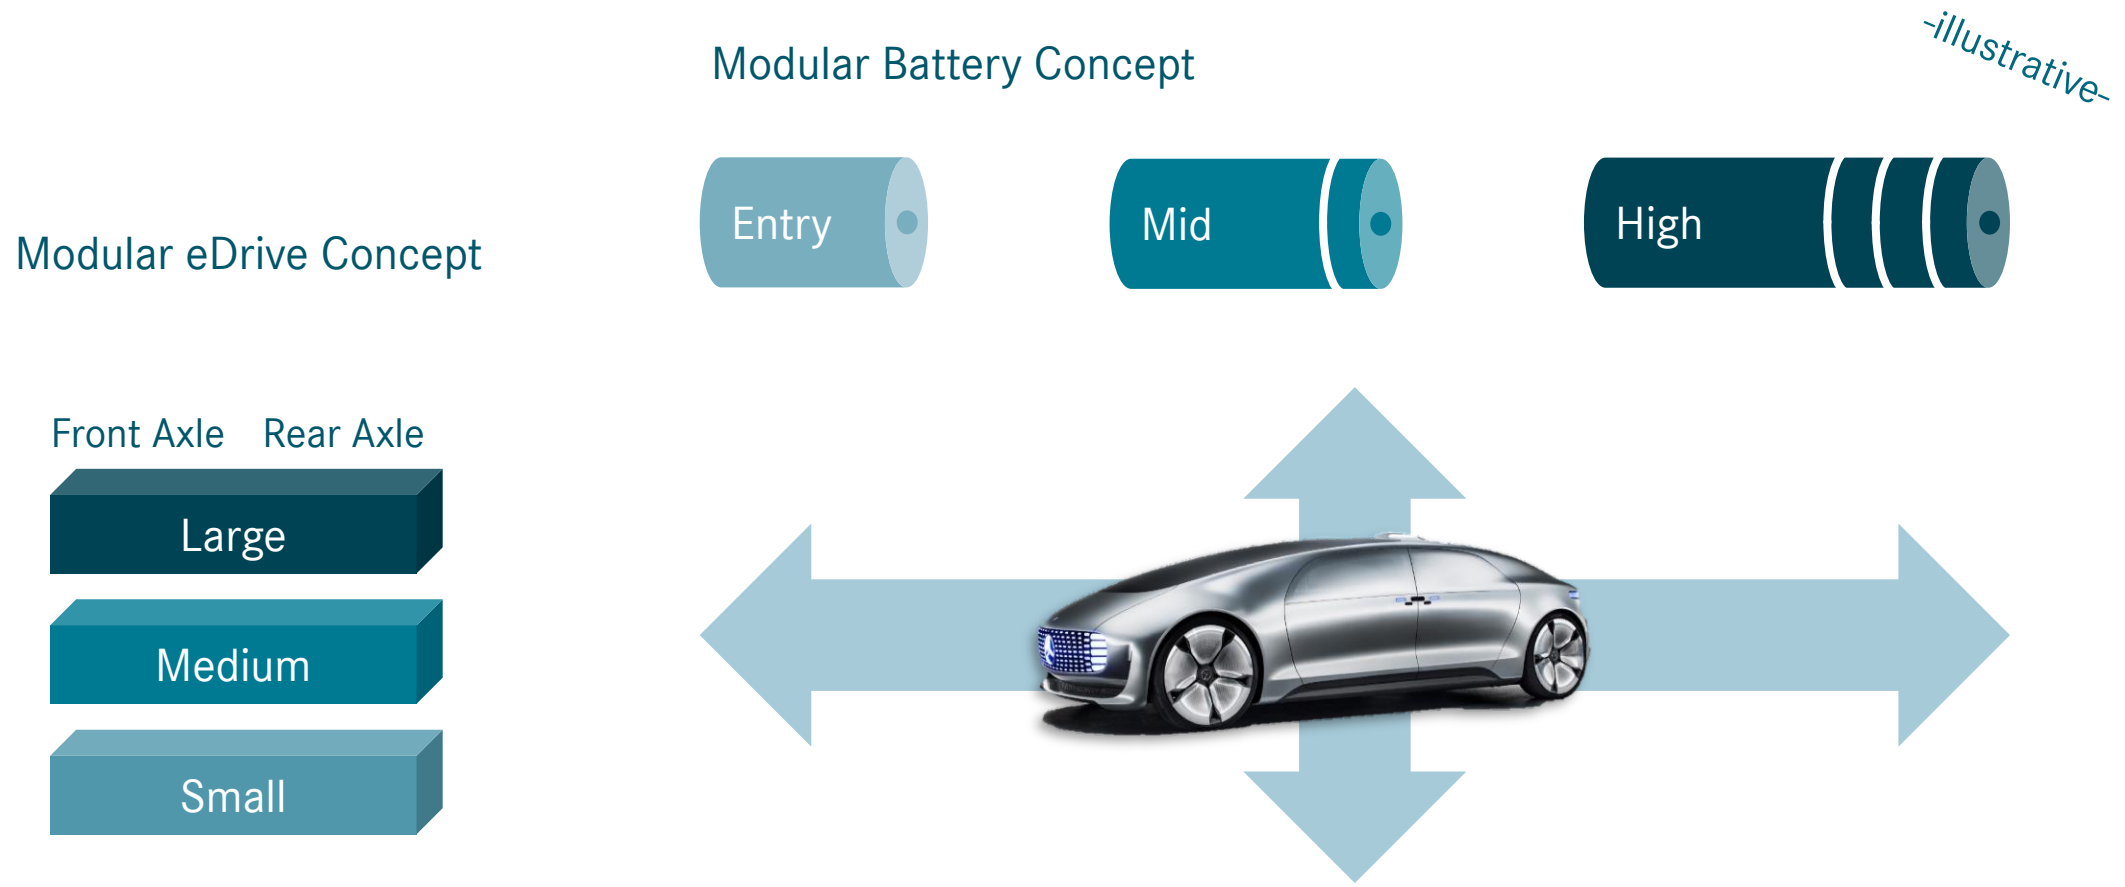 -illustrative-
Modular Battery Concept
Entry
Mid
High
Modular eDrive Concept
Front Axle Rear Axle
Large
Medium
Small